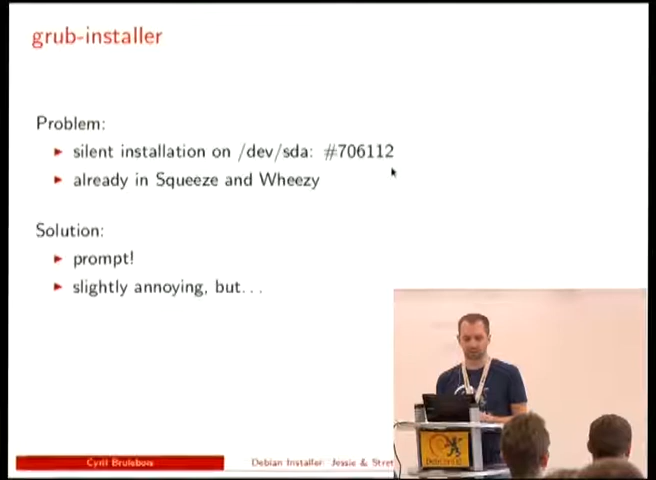 grub-installer
Problem:
▶ silent installation on /dev/sda: #706112
▶ already in Squeeze and Wheezy
Solution:
▶ prompt!
▶ slightly annoying, but...
Cyril Brulebois
Debian Installer: Jessie & Stret